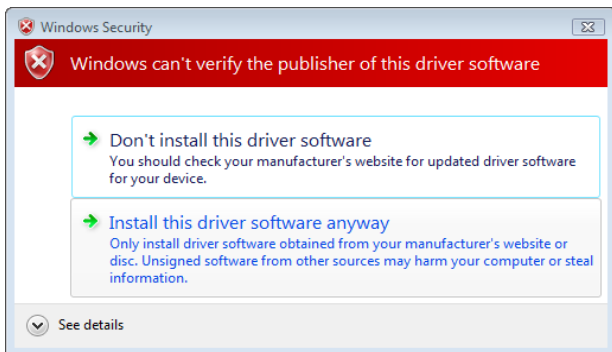 Windows Security
Windows can't verify the publisher of this driver software
Don't install this driver software
You should check your manufacturer's website for updated driver software
for your device.
Install this driver software anyway
Only install driver software obtained from your manufacturer's website or
disc. Unsigned software from other sources may harm your computer or steal
information.
See details